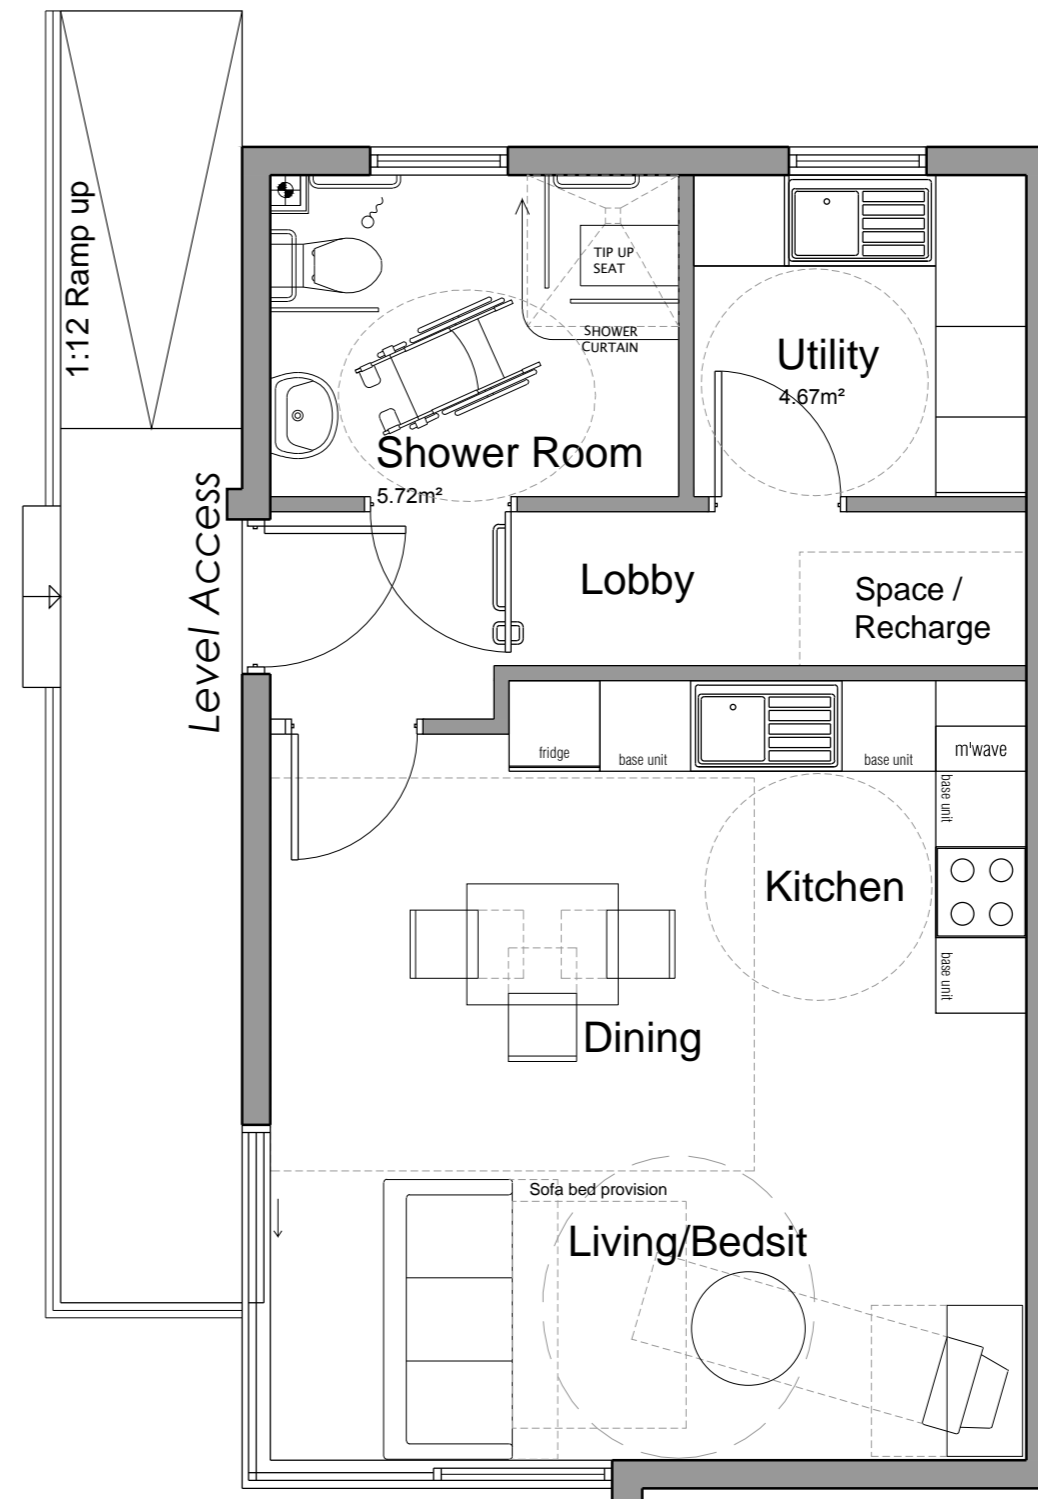 1:12 Ramp up
TIP UP
SEAT
SHOWER
CURTAIN
Utility
4.67m²
Shower Room
5.72m²
Level Access
Lobby
Space /
Recharge
fridge
base unit
base unit
m'wave
base unit
Kitchen
base unit
Dining
Sofa bed provision
Living/Bedsit